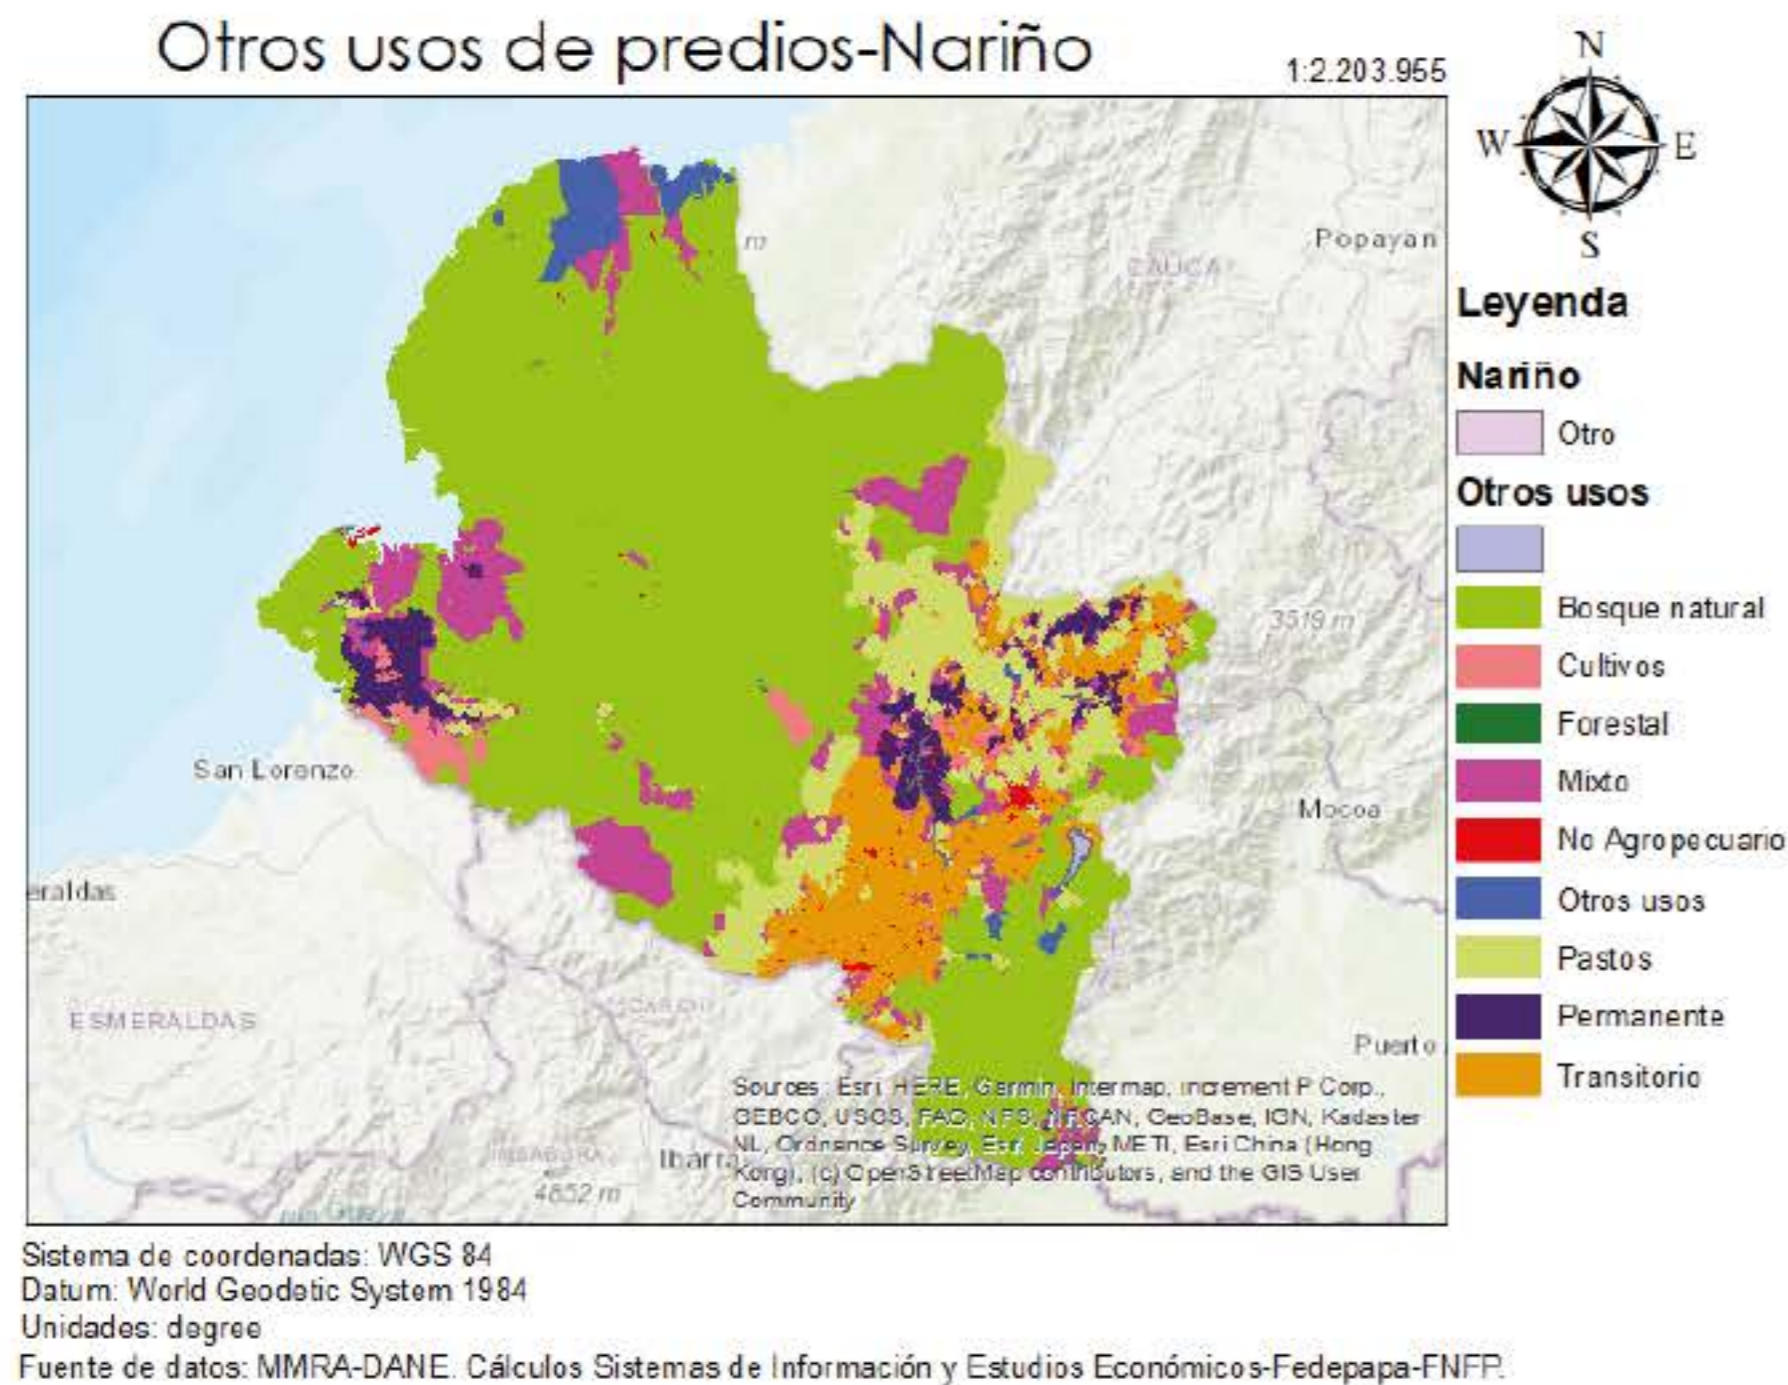 Otros usos de predios-Nariño
1:2.203.955
N
W
E
S
m
Popayan
CAUCA
3519 m
San Lorenzo
Mocoa
eraldas
ESMERALDAS
Puerto
Ibarra
4852 m
Sources: Esri, HERE, Garmin, Intermap, increment P Corp.,
GEBCO, USGS, FAO, NPS, NRCAN, GeoBase, IGN, Kadaster
NL, Ordnance Survey, Esri Japan, METI, Esri China (Hong
Kong), (c) OpenStreetMap contributors, and the GIS User
Community
Leyenda
Nariño
Otro
Otros usos
Bosque natural
Cultivos
Forestal
Mixto
No Agropecuario
Otros usos
Pastos
Permanente
Transitorio
Sistema de coordenadas: WGS 84
Datum: World Geodetic System 1984
Unidades: degree
Fuente de datos: MMRA-DANE. Cálculos Sistemas de Información y Estudios Económicos-Fedepapa-FNFP.